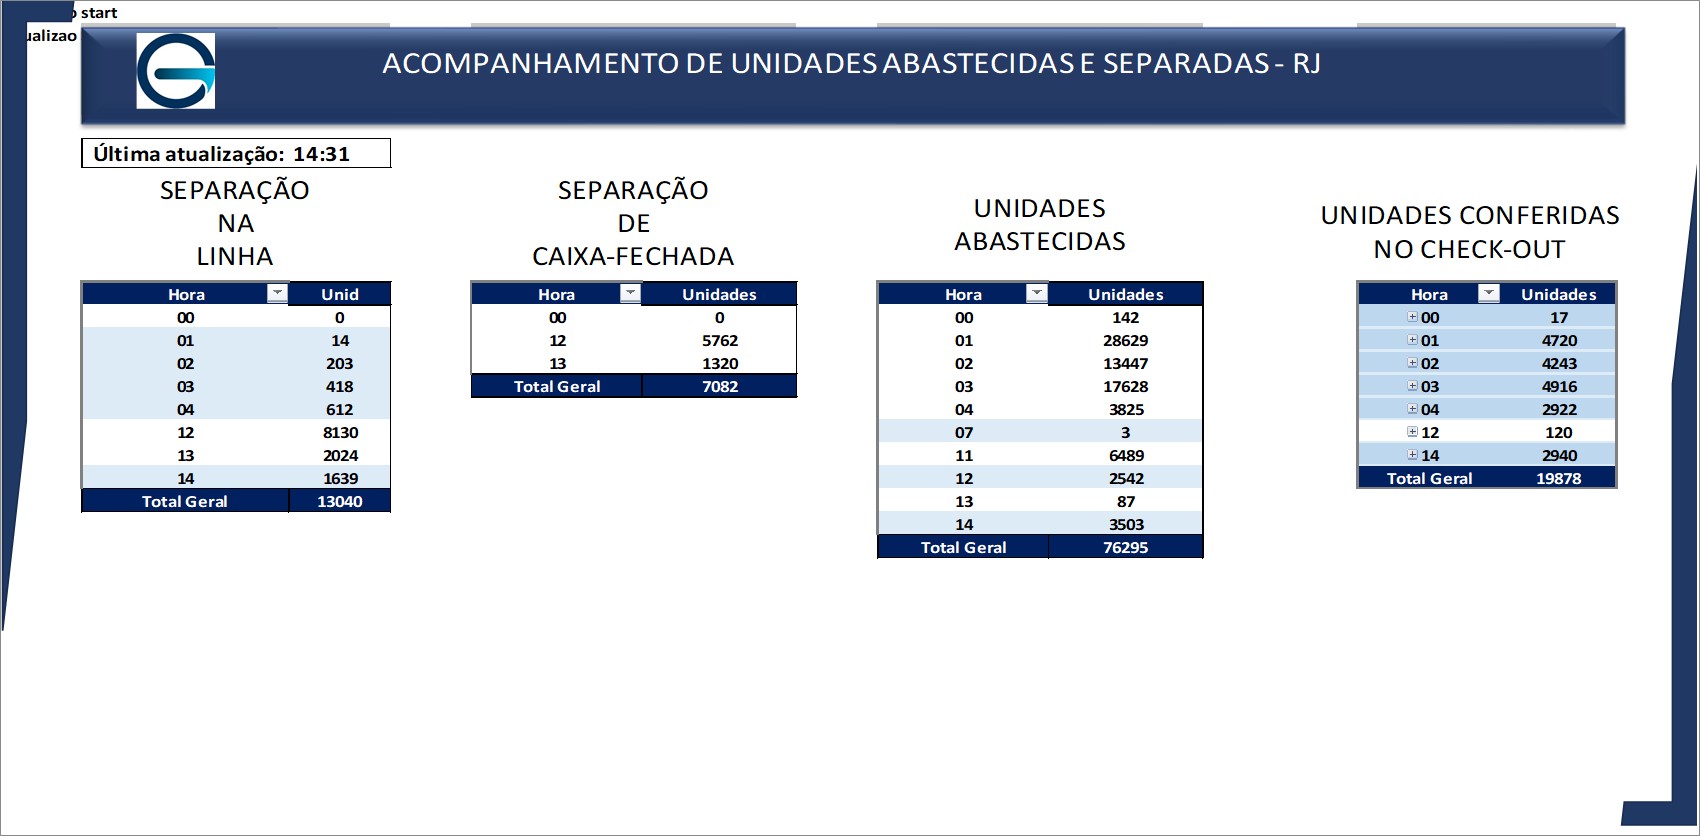 start
ACOMPANHAMENTO DE UNIDADES ABASTECIDAS E SEPARADAS - RJ
Última atualização: 14:31
SEPARAÇÃO
NA
LINHA
Hora Unid
00 0
01 14
02 203
03 418
04 612
12 8130
13 2024
14 1639
Total Geral 13040
SEPARAÇÃO
DE
CAIXA-FECHADA
Hora Unidades
00 0
12 5762
13 1320
Total Geral 7082
UNIDADES
ABASTECIDAS
Hora Unidades
00 142
01 28629
02 13447
03 17628
04 3825
07 3
11 6489
12 2542
13 87
14 3503
Total Geral 76295
UNIDADES CONFERIDAS
NO CHECK-OUT
Hora Unidades
00 17
01 4720
02 4243
03 4916
04 2922
12 120
14 2940
Total Geral 19878